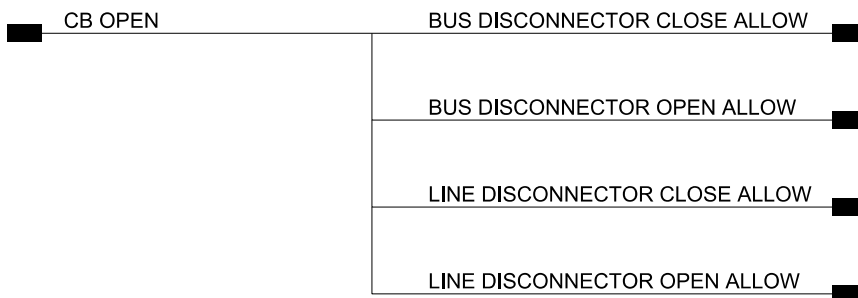 CB OPEN
BUS DISCONNECTOR CLOSE ALLOW
BUS DISCONNECTOR OPEN ALLOW
LINE DISCONNECTOR CLOSE ALLOW
LINE DISCONNECTOR OPEN ALLOW